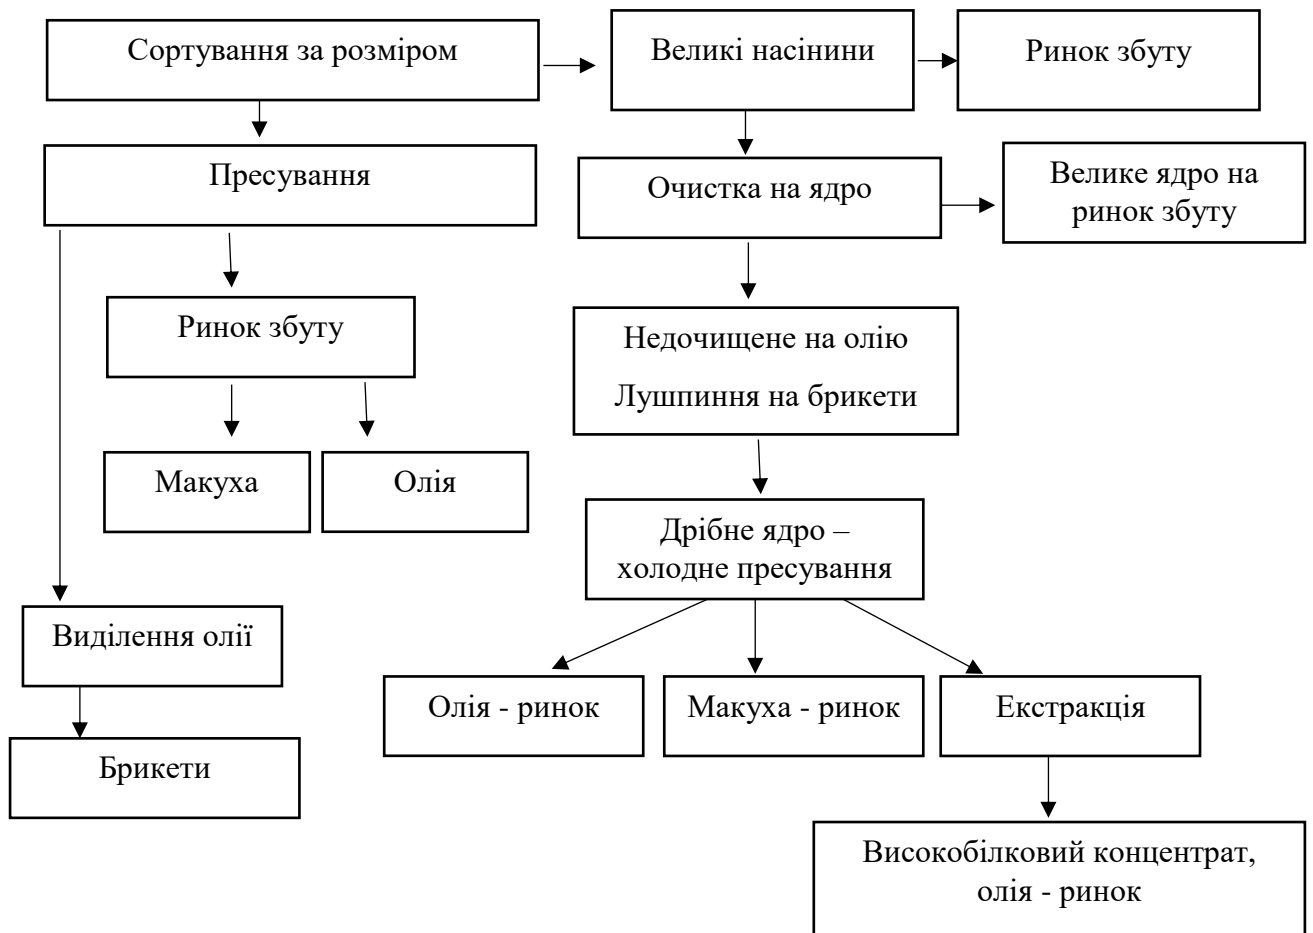 Сортування за розміром
Великі насінини
Ринок збуту
Пресування
Очистка на ядро
Велике ядро на
ринок збуту
Ринок збуту
Недочищене на олію
Лушпиння на брикети
Макуха
Олія
Дрібне ядро –
холодне пресування
Виділення олії
Олія - ринок
Макуха - ринок
Екстракція
Брикети
Високобілковий концентрат,
олія - ринок